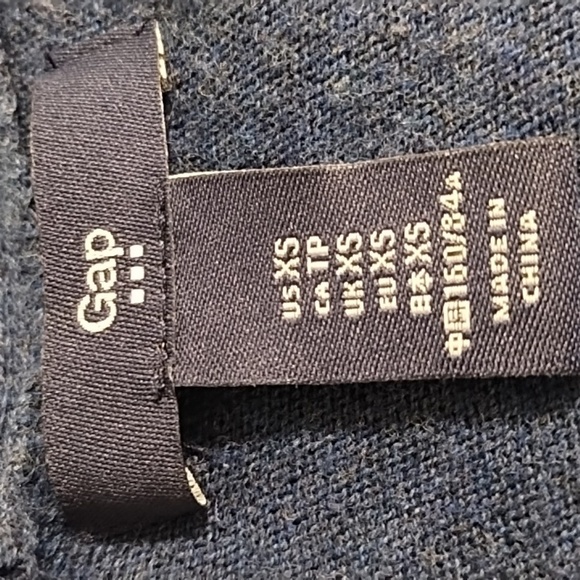 Gap
US XS
CA TP
UK XS
EU XS
日本 XS
中国 160/84A
MADE IN
CHINA